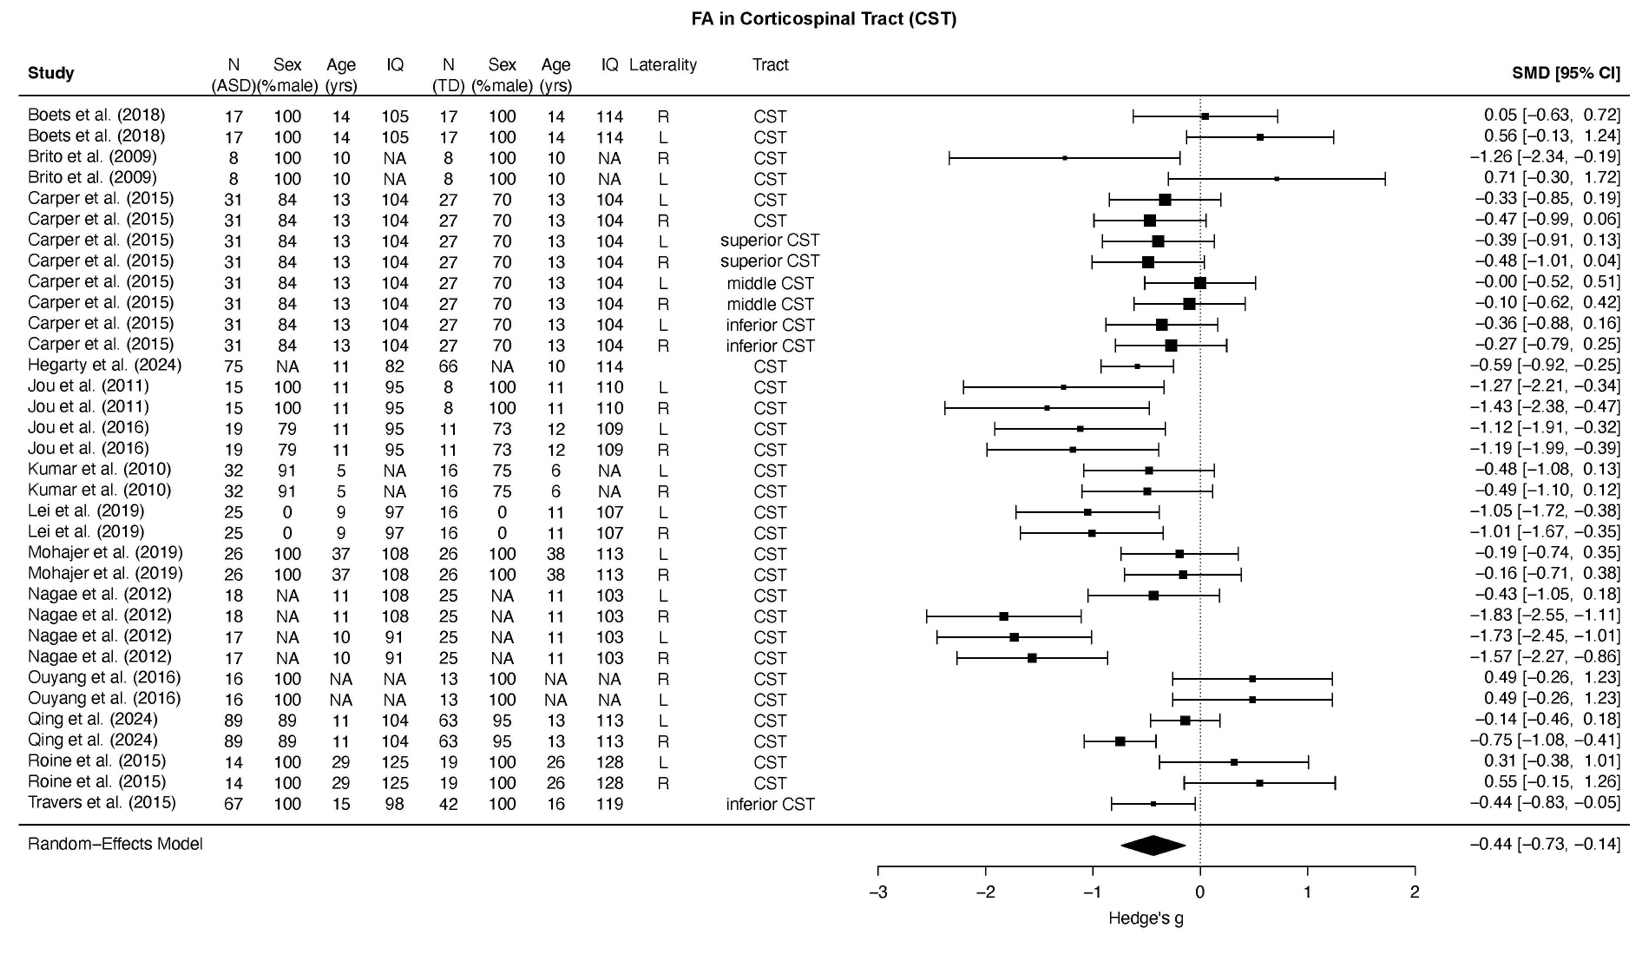 FA in Corticospinal Tract (CST)
Study N (ASD) Sex (%male) Age (yrs) IQ N (TD) Sex (%male) Age (yrs) IQ Laterality Tract SMD [95% CI]
Boets et al. (2018) 17 100 14 105 17 100 14 114 R CST 0.05 [−0.63, 0.72]
Boets et al. (2018) 17 100 14 105 17 100 14 114 L CST 0.56 [−0.13, 1.24]
Brito et al. (2009) 8 100 10 NA 8 100 10 NA R CST −1.26 [−2.34, −0.19]
Brito et al. (2009) 8 100 10 NA 8 100 10 NA L CST 0.71 [−0.30, 1.72]
Carper et al. (2015) 31 84 13 104 27 70 13 104 L CST −0.33 [−0.85, 0.19]
Carper et al. (2015) 31 84 13 104 27 70 13 104 R CST −0.47 [−0.99, 0.06]
Carper et al. (2015) 31 84 13 104 27 70 13 104 L superior CST −0.39 [−0.91, 0.13]
Carper et al. (2015) 31 84 13 104 27 70 13 104 R superior CST −0.48 [−1.01, 0.04]
Carper et al. (2015) 31 84 13 104 27 70 13 104 L middle CST −0.00 [−0.52, 0.51]
Carper et al. (2015) 31 84 13 104 27 70 13 104 R middle CST −0.10 [−0.62, 0.42]
Carper et al. (2015) 31 84 13 104 27 70 13 104 L inferior CST −0.36 [−0.88, 0.16]
Carper et al. (2015) 31 84 13 104 27 70 13 104 R inferior CST −0.27 [−0.79, 0.25]
Hegarty et al. (2024) 75 NA 11 82 66 NA 10 114 CST −0.59 [−0.92, −0.25]
Jou et al. (2011) 15 100 11 95 8 100 11 110 L CST −1.27 [−2.21, −0.34]
Jou et al. (2011) 15 100 11 95 8 100 11 110 R CST −1.43 [−2.38, −0.47]
Jou et al. (2016) 19 79 11 95 11 73 12 109 L CST −1.12 [−1.91, −0.32]
Jou et al. (2016) 19 79 11 95 11 73 12 109 R CST −1.19 [−1.99, −0.39]
Kumar et al. (2010) 32 91 5 NA 16 75 6 NA L CST −0.48 [−1.08, 0.13]
Kumar et al. (2010) 32 91 5 NA 16 75 6 NA R CST −0.49 [−1.10, 0.12]
Lei et al. (2019) 25 0 9 97 16 0 11 107 L CST −1.05 [−1.72, −0.38]
Lei et al. (2019) 25 0 9 97 16 0 11 107 R CST −1.01 [−1.67, −0.35]
Mohajer et al. (2019) 26 100 37 108 26 100 38 113 L CST −0.19 [−0.74, 0.35]
Mohajer et al. (2019) 26 100 37 108 26 100 38 113 R CST −0.16 [−0.71, 0.38]
Nagae et al. (2012) 18 NA 11 108 25 NA 11 103 L CST −0.43 [−1.05, 0.18]
Nagae et al. (2012) 18 NA 11 108 25 NA 11 103 R CST −1.83 [−2.55, −1.11]
Nagae et al. (2012) 17 NA 10 91 25 NA 11 103 L CST −1.73 [−2.45, −1.01]
Nagae et al. (2012) 17 NA 10 91 25 NA 11 103 R CST −1.57 [−2.27, −0.86]
Ouyang et al. (2016) 16 100 NA NA 13 100 NA NA R CST 0.49 [−0.26, 1.23]
Ouyang et al. (2016) 16 100 NA NA 13 100 NA NA L CST 0.49 [−0.26, 1.23]
Qing et al. (2024) 89 89 11 104 63 95 13 113 L CST −0.14 [−0.46, 0.18]
Qing et al. (2024) 89 89 11 104 63 95 13 113 R CST −0.75 [−1.08, −0.41]
Roine et al. (2015) 14 100 29 125 19 100 26 128 L CST 0.31 [−0.38, 1.01]
Roine et al. (2015) 14 100 29 125 19 100 26 128 R CST 0.55 [−0.15, 1.26]
Travers et al. (2015) 67 100 15 98 42 100 16 119 inferior CST −0.44 [−0.83, −0.05]
Random−Effects Model −0.44 [−0.73, −0.14]
−3 −2 −1 0 1 2
Hedge's g